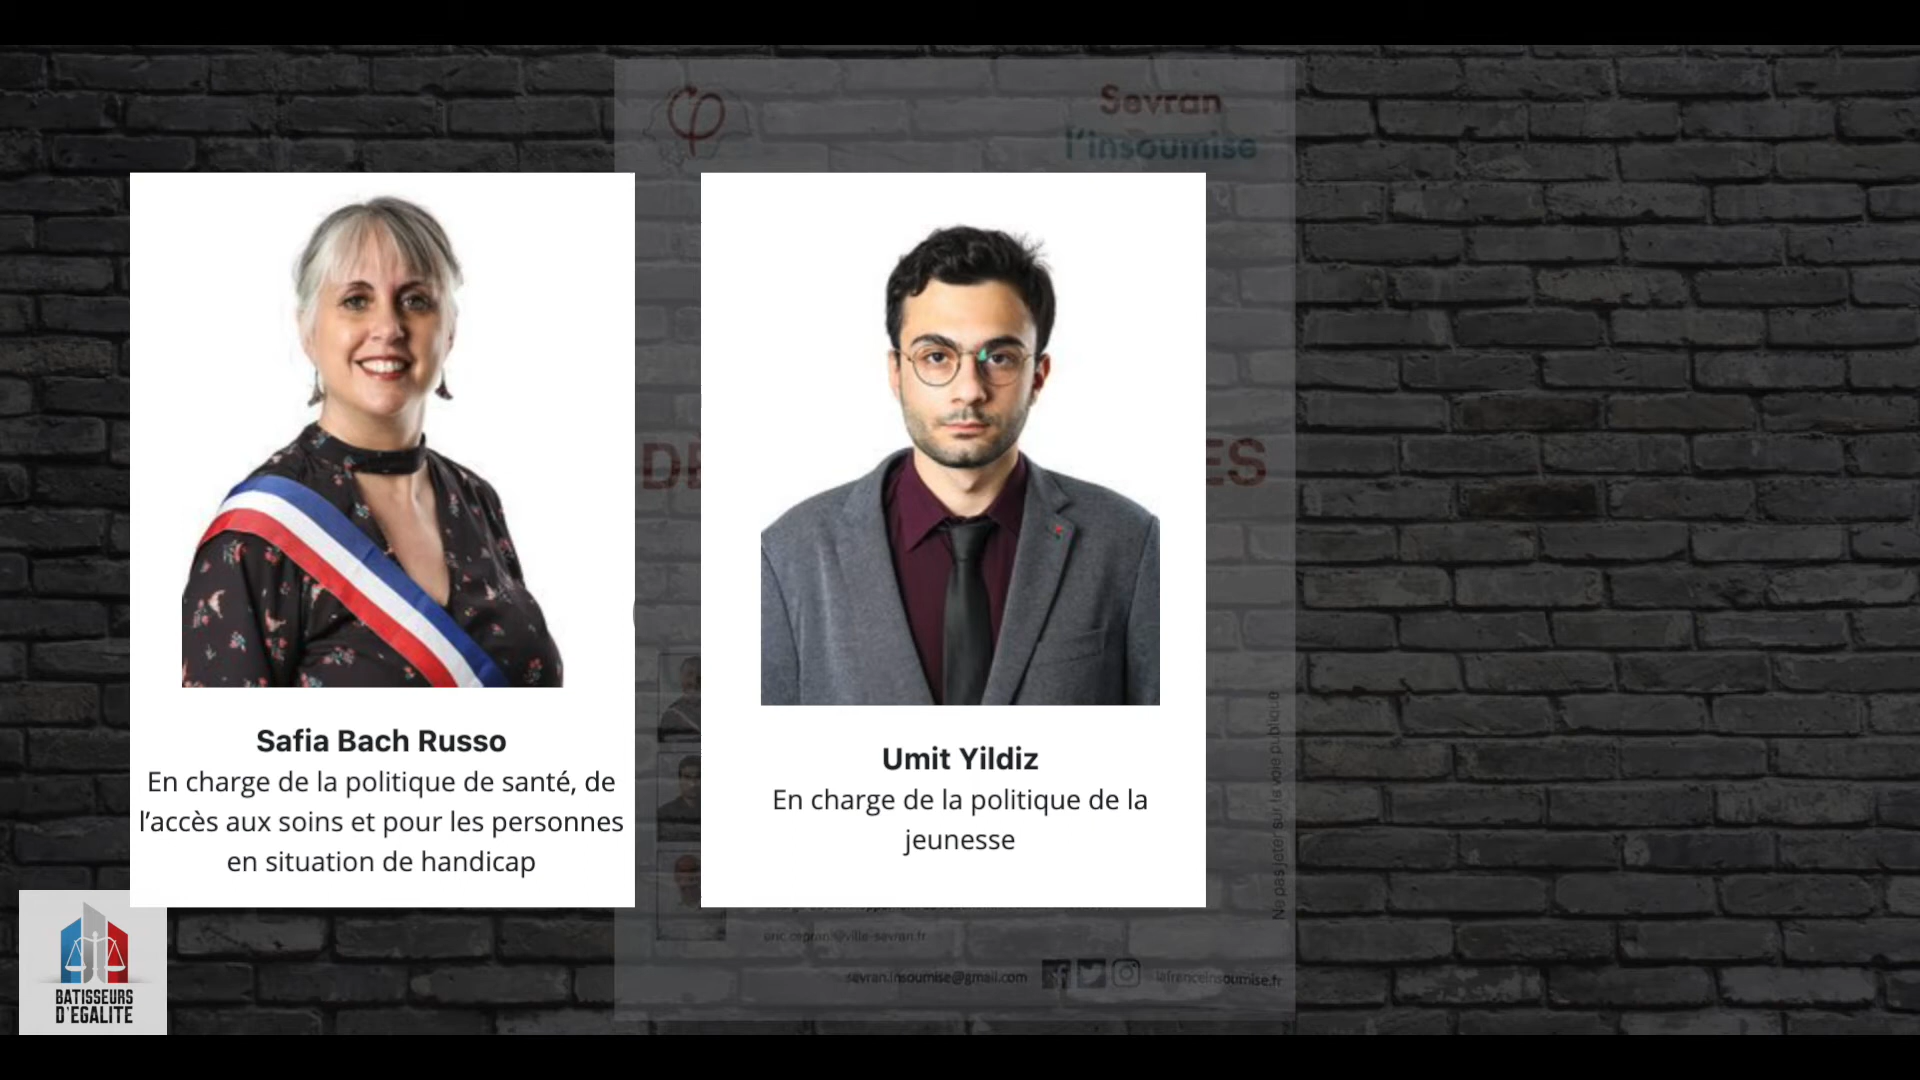 Sevran
l'insoumise
Safia Bach Russo
En charge de la politique de santé, de
l'accès aux soins et pour les personnes
en situation de handicap
Umit Yildiz
En charge de la politique de la
jeunesse
Ne pas jeter sur la voie publique
sevran.insoumise@gmail.com
lafranceinsoumise.fr
BATISSEURS
D'EGALITE